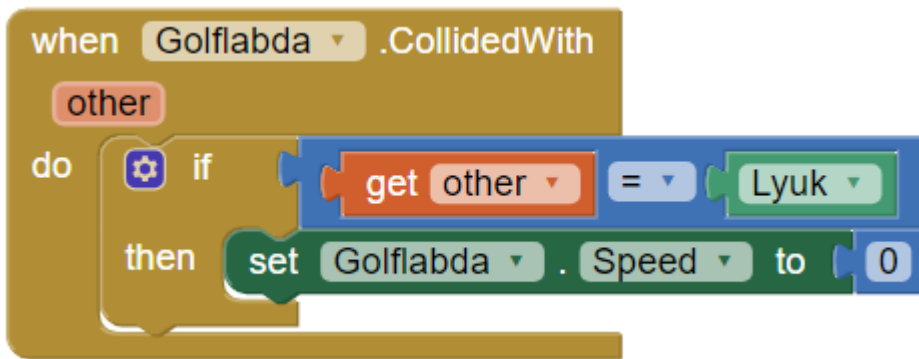 when Golflabda .CollidedWith
other
do if get other = Lyuk
then set Golflabda . Speed to 0